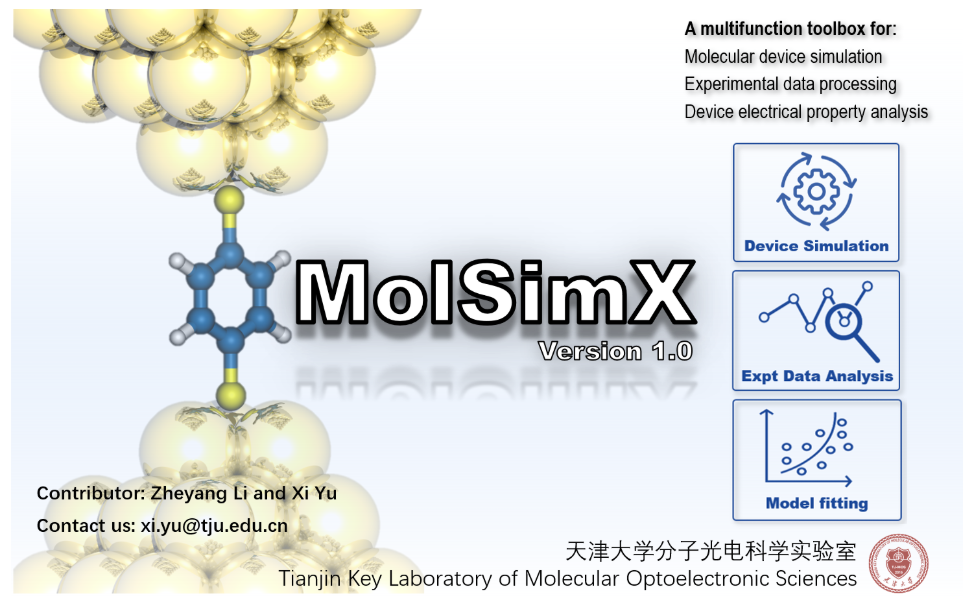 A multifunction toolbox for:
Molecular device simulation
Experimental data processing
Device electrical property analysis
Device Simulation
MolSimX
Version 1.0
Expt Data Analysis
Model fitting
Contributor: Zheyang Li and Xi Yu
Contact us: xi.yu@tju.edu.cn
天津大学分子光电科学实验室
Tianjin Key Laboratory of Molecular Optoelectronic Sciences